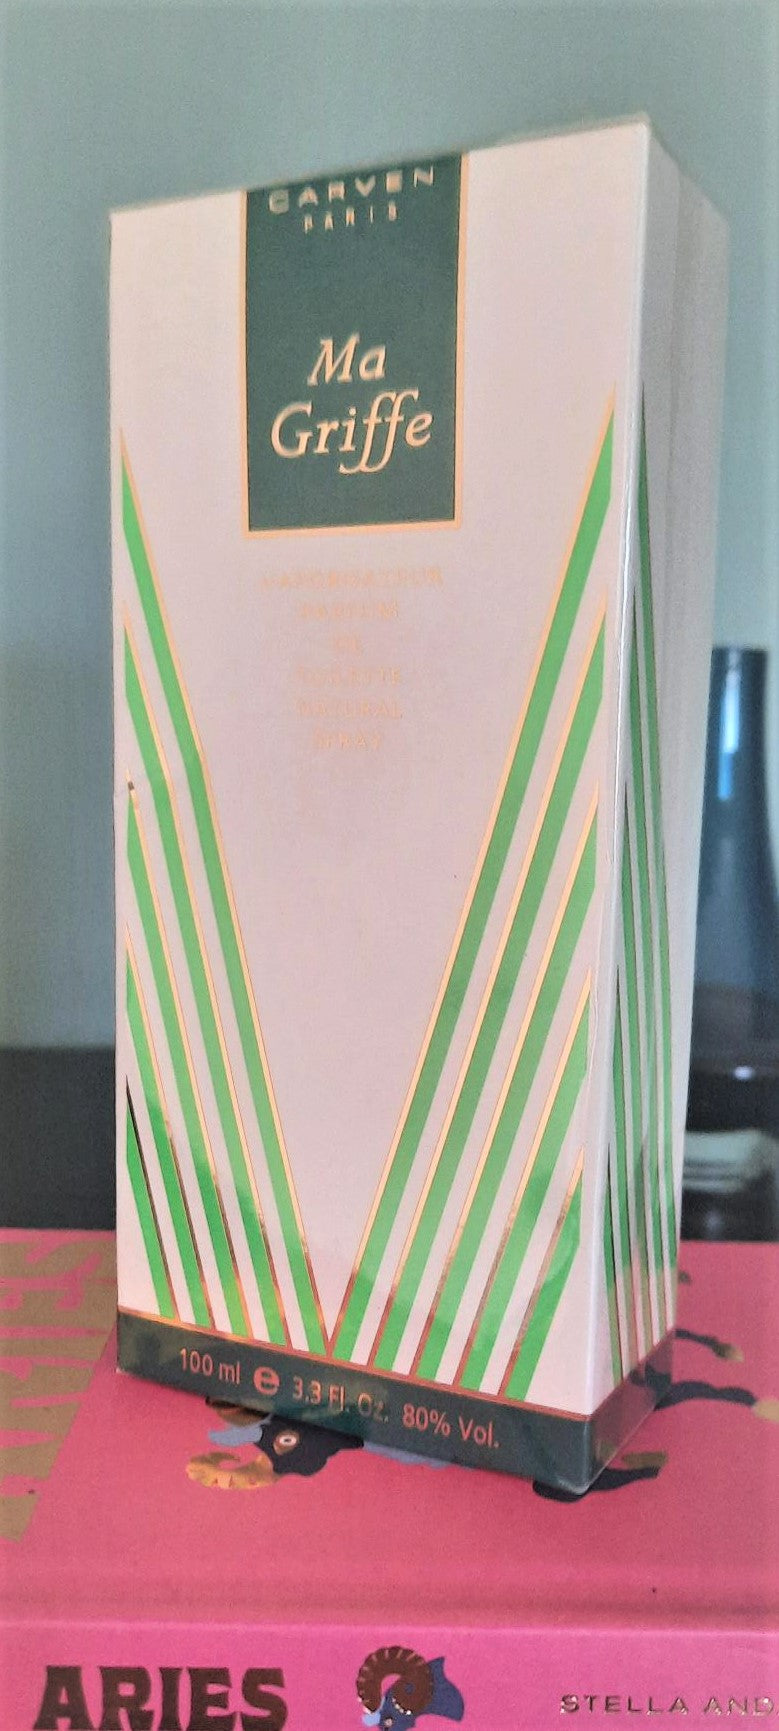 CARVEN
PARIS
Ma
Griffe
VAPORISATEUR
PARFUM
DE
TOILETTE
NATURAL
SPRAY
100 ml e 3.3 Fl. Oz. 80% Vol.
ARIES
STELLA AND